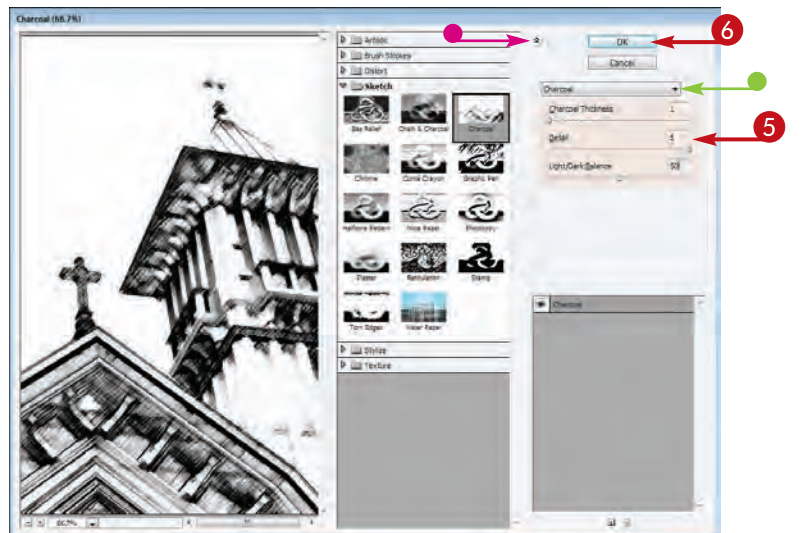 Charcoal (66.7%)
Artistic
Brush Strokes
Distort
Sketch
Bas Relief Chalk & Charcoal Charcoal
Chrome Conté Crayon Graphic Pen
Halftone Pattern Note Paper Photocopy
Plaster Reticulation Stamp
Torn Edges Water Paper
Stylize
Texture
66.7%
OK
Cancel
Charcoal
Charcoal Thickness 1
Detail 5
Light/Dark Balance 50
Charcoal
6
5